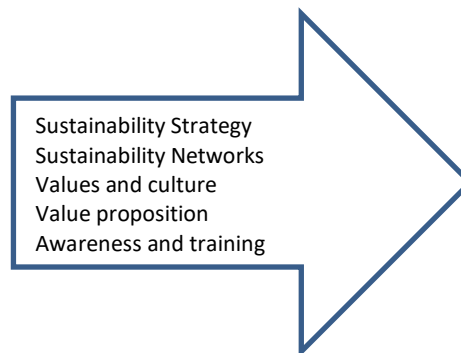 Sustainability Strategy
Sustainability Networks
Values and culture
Value proposition
Awareness and training